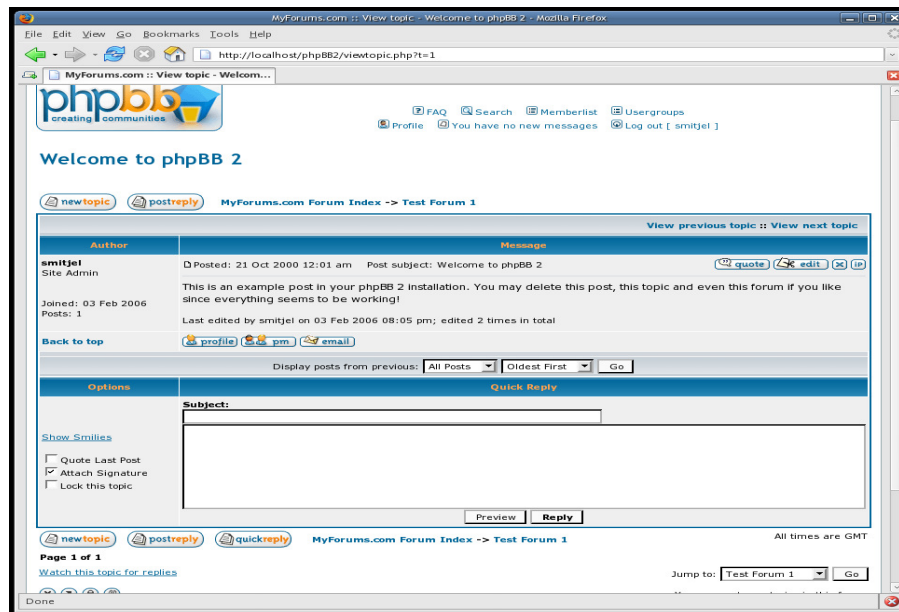 MyForums.com :: View topic - Welcome to phpBB 2 - Mozilla Firefox
File Edit View Go Bookmarks Tools Help
http://localhost/phpBB2/viewtopic.php?t=1
MyForums.com :: View topic - Welcom...
phpbb
creating communities
FAQ Search Memberlist Usergroups
Profile You have no new messages Log out [ smitjel ]
Welcome to phpBB 2
newtopic postreply MyForums.com Forum Index -> Test Forum 1
View previous topic :: View next topic
Author Message
smitjel
Site Admin
Joined: 03 Feb 2006
Posts: 1
Posted: 21 Oct 2000 12:01 am Post subject: Welcome to phpBB 2
quote edit X IP
This is an example post in your phpBB 2 installation. You may delete this post, this topic and even this forum if you like
since everything seems to be working!
Last edited by smitjel on 03 Feb 2006 08:05 pm; edited 2 times in total
Back to top profile pm email
Display posts from previous: All Posts Oldest First Go
Options Quick Reply
Subject:
Show Smilies
Quote Last Post
Attach Signature
Lock this topic
Preview Reply
newtopic postreply quickreply MyForums.com Forum Index -> Test Forum 1
All times are GMT
Page 1 of 1
Watch this topic for replies
Jump to: Test Forum 1 Go
Done